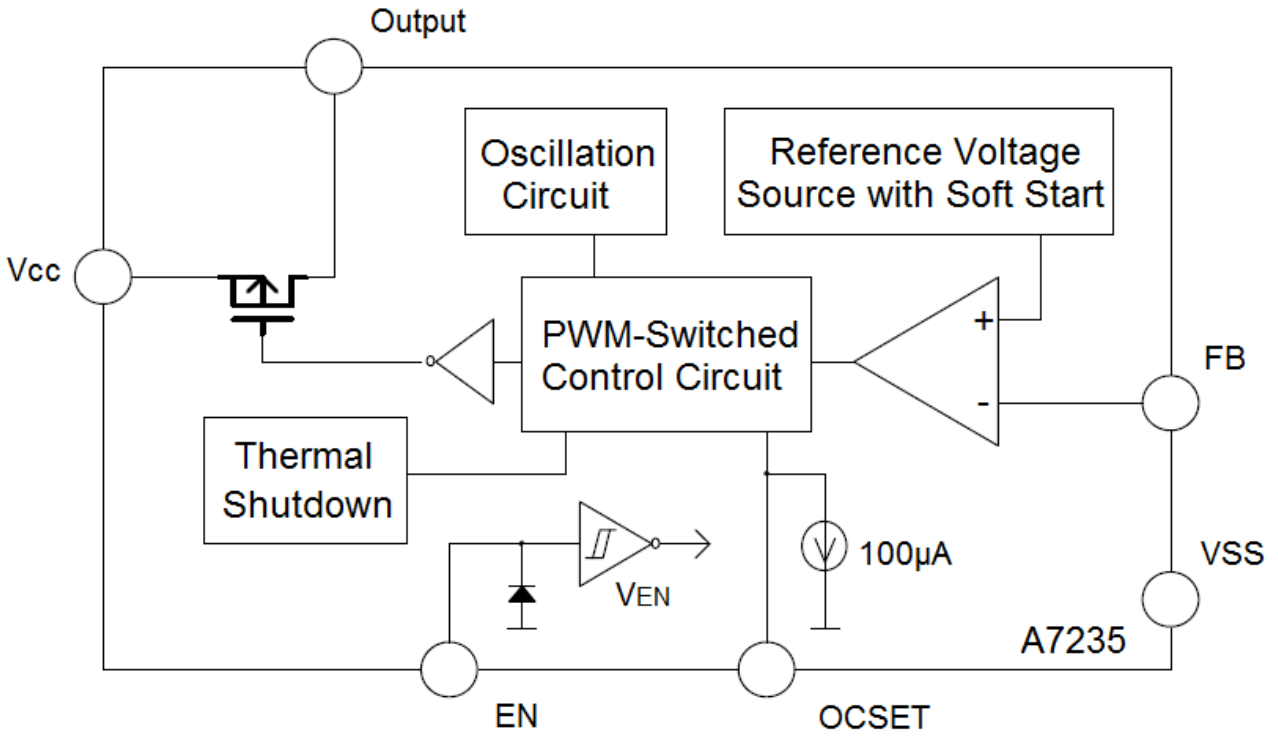 Output
Oscillation
Circuit
Reference Voltage
Source with Soft Start
Vcc
+
PWM-Switched
Control Circuit
-
FB
Thermal
Shutdown
VEN
100µA
VSS
A7235
EN
OCSET